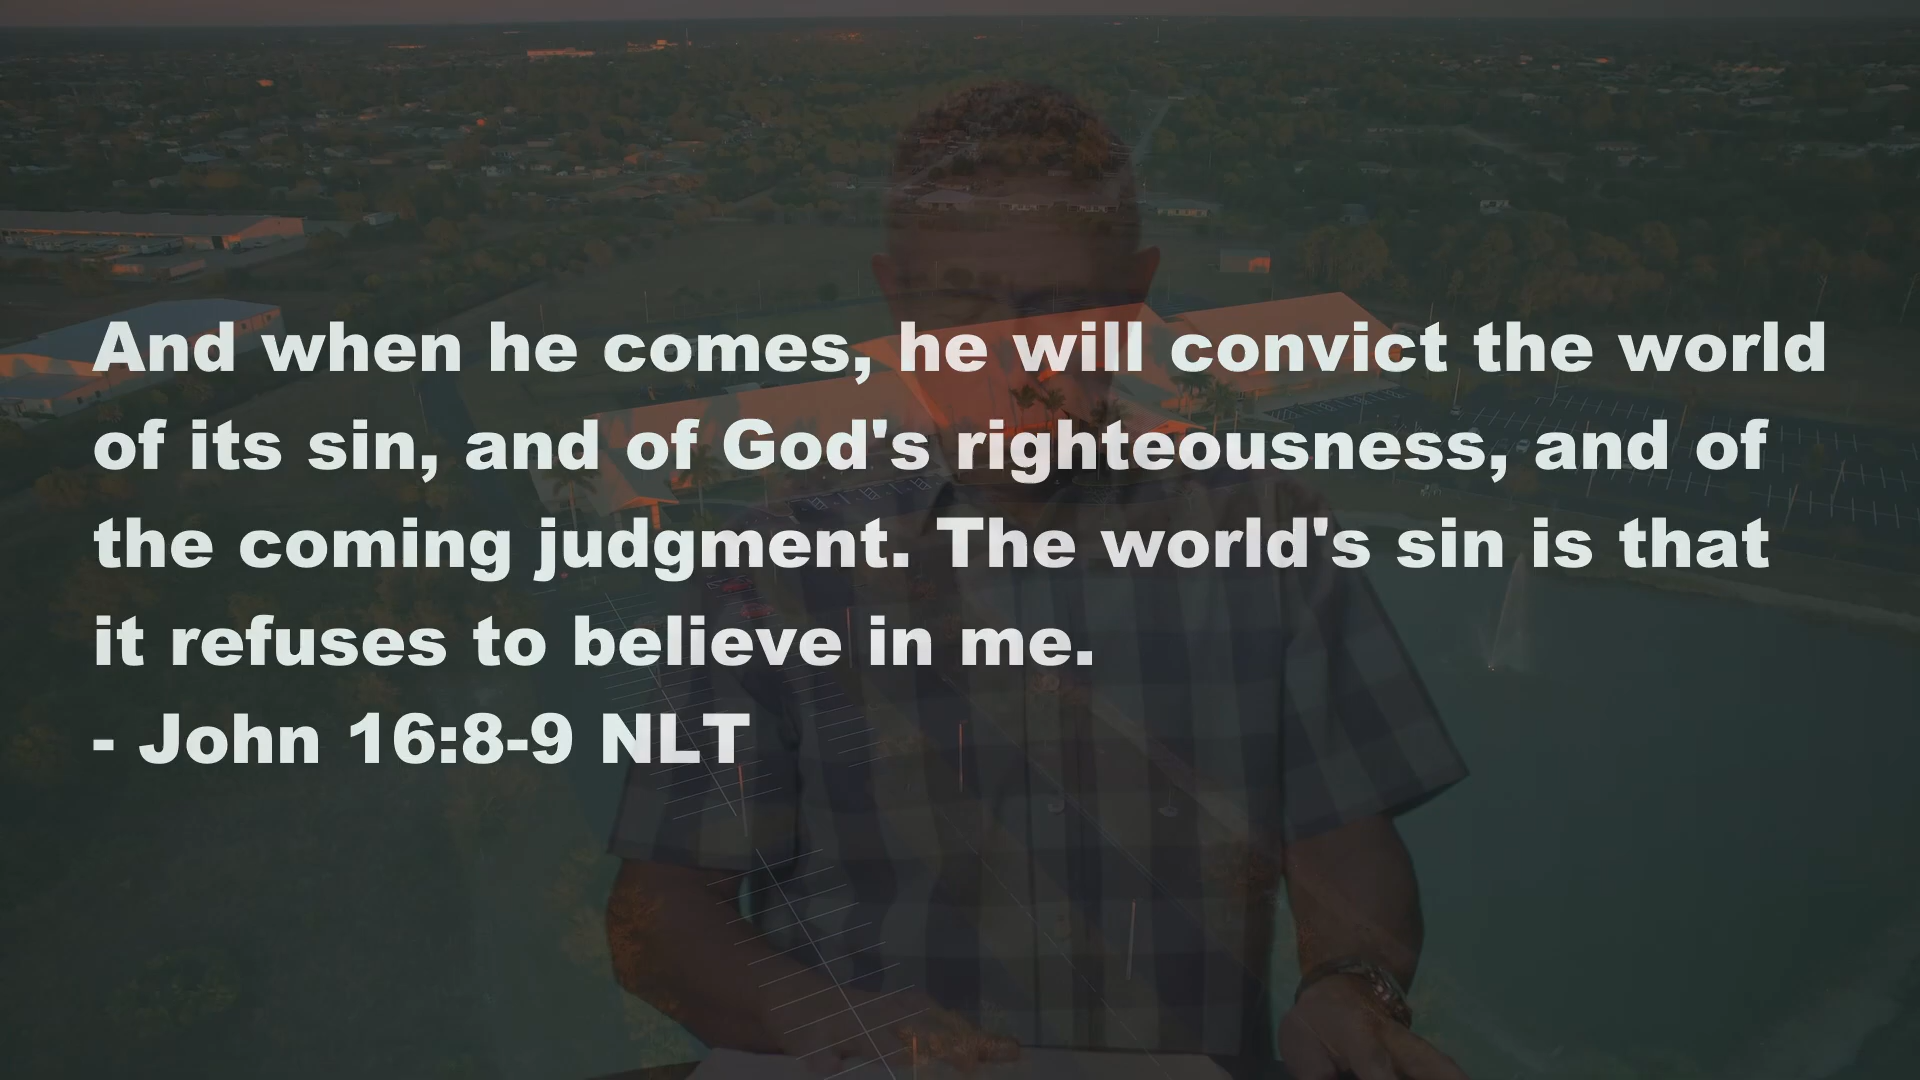 And when he comes, he will convict the world
of its sin, and of God's righteousness, and of
the coming judgment. The world's sin is that
it refuses to believe in me.
- John 16:8-9 NLT